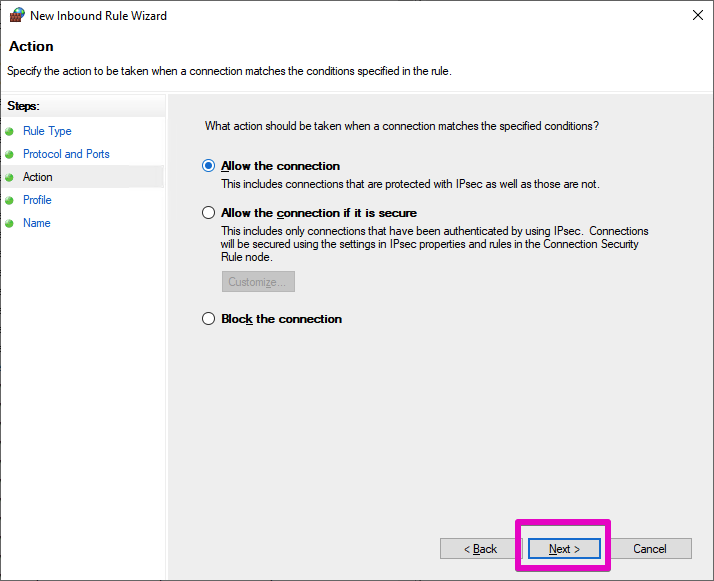 New Inbound Rule Wizard
Action
Specify the action to be taken when a connection matches the conditions specified in the rule.
Steps:
Rule Type
Protocol and Ports
Action
Profile
Name
What action should be taken when a connection matches the specified conditions?
Allow the connection
This includes connections that are protected with IPsec as well as those are not.
Allow the connection if it is secure
This includes only connections that have been authenticated by using IPsec. Connections
will be secured using the settings in IPsec properties and rules in the Connection Security
Rule node.
Customize...
Block the connection
< Back
Next >
Cancel